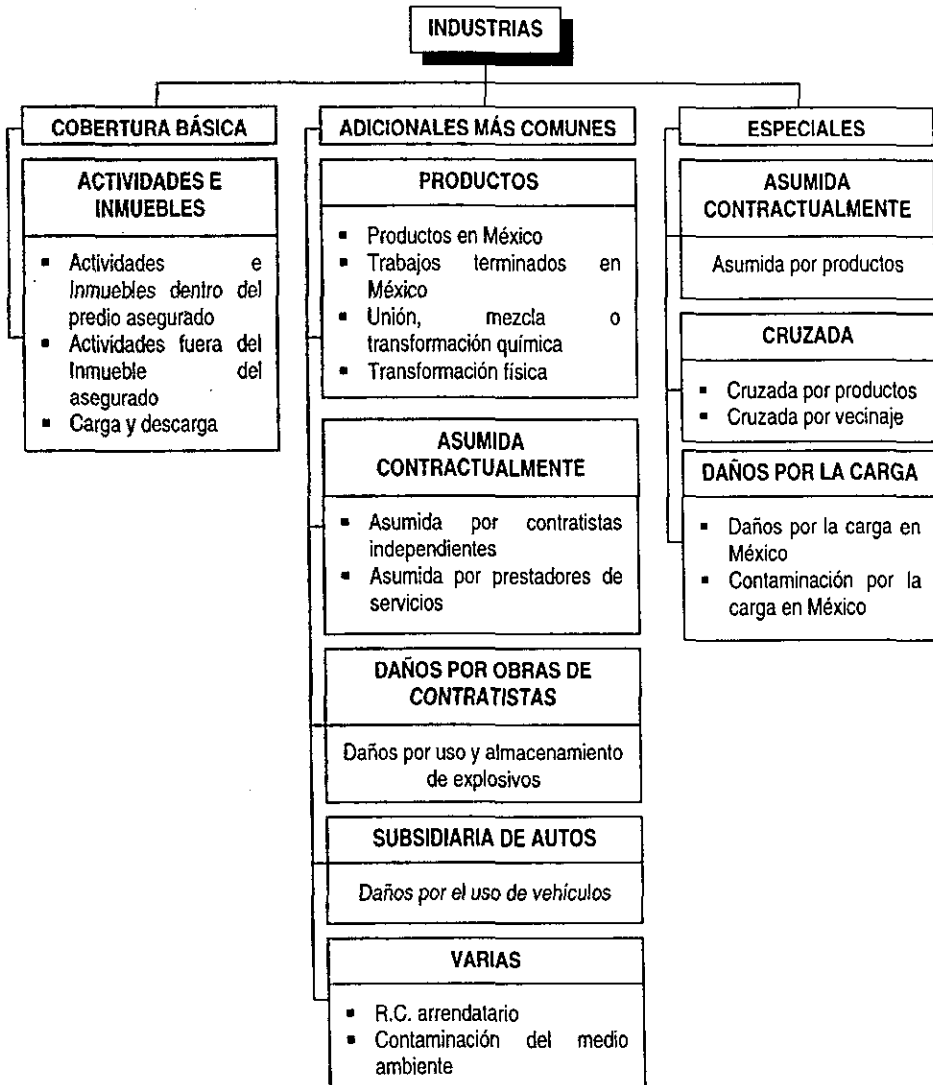 INDUSTRIAS
COBERTURA BÁSICA
ACTIVIDADES E
INMUEBLES
▪ Actividades e
Inmuebles dentro del
predio asegurado
▪ Actividades fuera del
Inmueble del
asegurado
▪ Carga y descarga
ADICIONALES MÁS COMUNES
PRODUCTOS
▪ Productos en México
▪ Trabajos terminados en
México
▪ Unión, mezcla o
transformación química
▪ Transformación física
ASUMIDA
CONTRACTUALMENTE
▪ Asumida por contratistas
independientes
▪ Asumida por prestadores de
servicios
DAÑOS POR OBRAS DE
CONTRATISTAS
Daños por uso y almacenamiento
de explosivos
SUBSIDIARIA DE AUTOS
Daños por el uso de vehículos
VARIAS
▪ R.C. arrendatario
▪ Contaminación del medio
ambiente
ESPECIALES
ASUMIDA
CONTRACTUALMENTE
Asumida por productos
CRUZADA
▪ Cruzada por productos
▪ Cruzada por vecinaje
DAÑOS POR LA CARGA
▪ Daños por la carga en
México
▪ Contaminación por la
carga en México